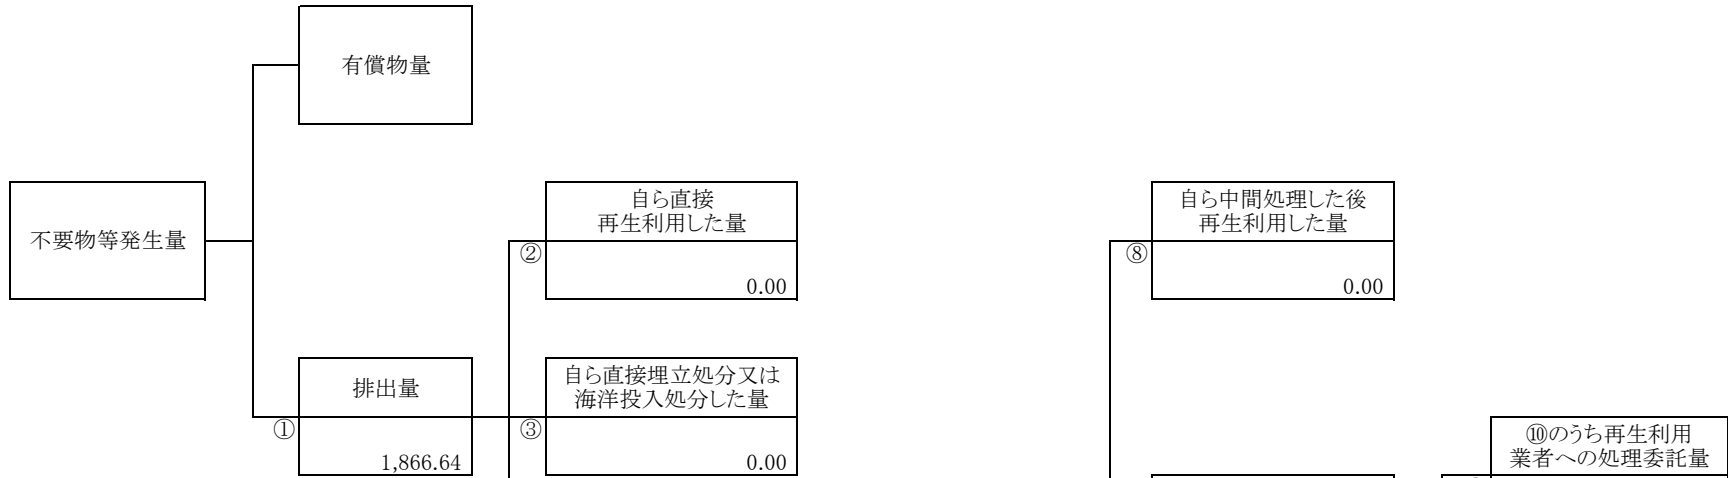 有償物量
不要物等発生量
自ら直接
再生利用した量
②
0.00
自ら中間処理した後
再生利用した量
⑧
0.00
排出量
①
1,866.64
自ら直接埋立処分又は
海洋投入処分した量
③
0.00
⑩のうち再生利用
業者への処理委託量